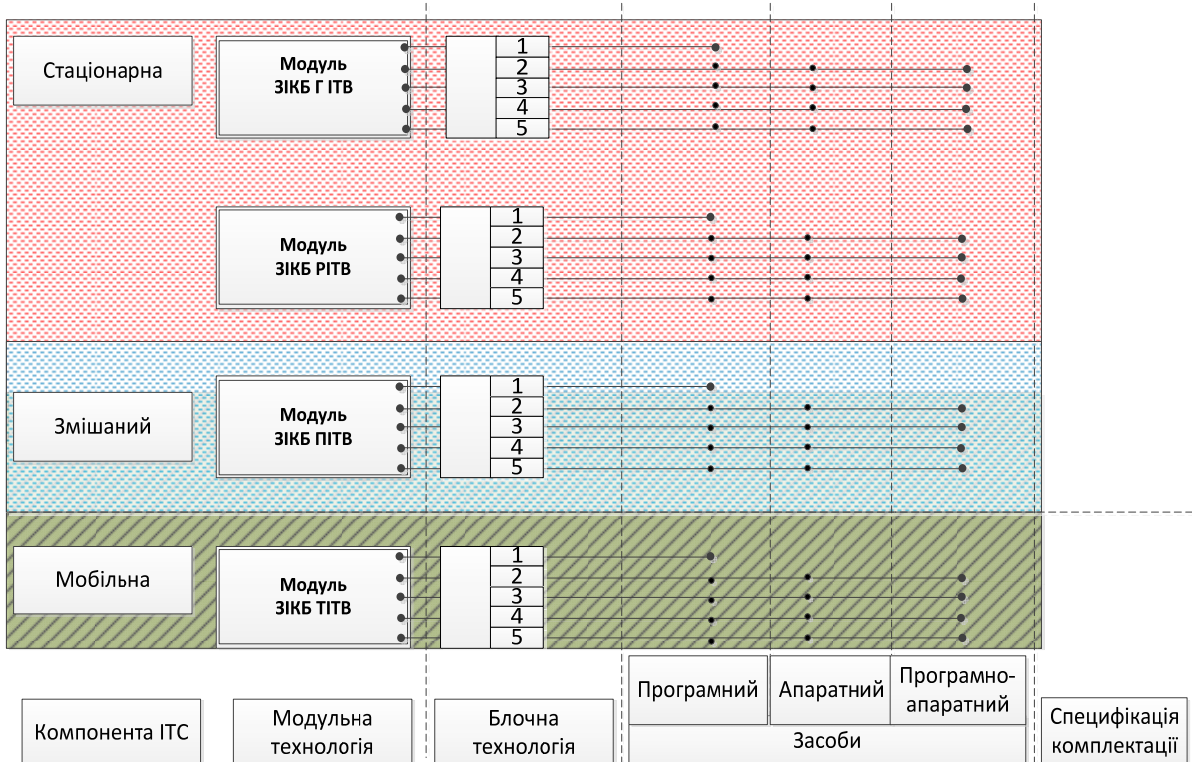 Стаціонарна
Модуль
ЗІКБ Г ІТВ
1
2
3
4
5
Модуль
ЗІКБ РІТВ
1
2
3
4
5
Змішаний
Модуль
ЗІКБ ПІТВ
1
2
3
4
5
Мобільна
Модуль
ЗІКБ ТІТВ
1
2
3
4
5
Компонента ІТС
Модульна
технологія
Блочна
технологія
Програмний
Апаратний
Програмно-
апаратний
Засоби
Специфікація
комплектації